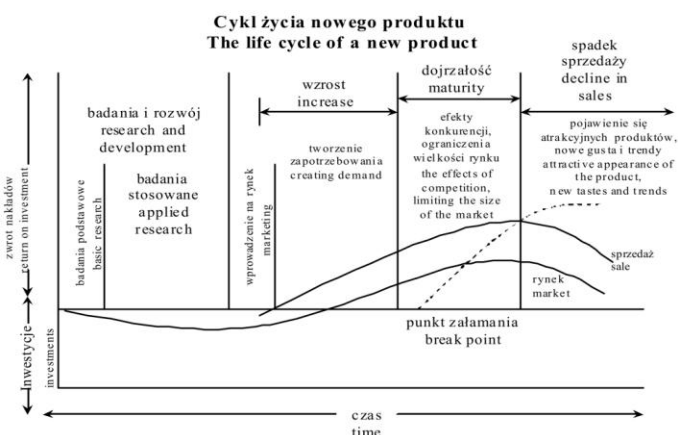 Cykl życia nowego produktu
The life cycle of a new product
zwrot nakładów
return on investment
Inwestycje
investments
badania i rozwój
research and
development
badania podstawowe
basic research
badania
stosowane
applied
research
wprowadzenie na rynek
marketing
wzrost
increase
tworzenie
zapotrzebowania
creating demand
dojrzałość
maturity
efekty
konkurencji,
ograniczenia
wielkości rynku
the effects of
competition,
limiting the size
of the market
spadek
sprzedaży
decline in
sales
pojawienie się
atrakcyjnych produktów,
nowe gusta i trendy
attractive appearance of
the product,
new tastes and trends
sprzedaż
sale
rynek
market
punkt załamania
break point
czas
time